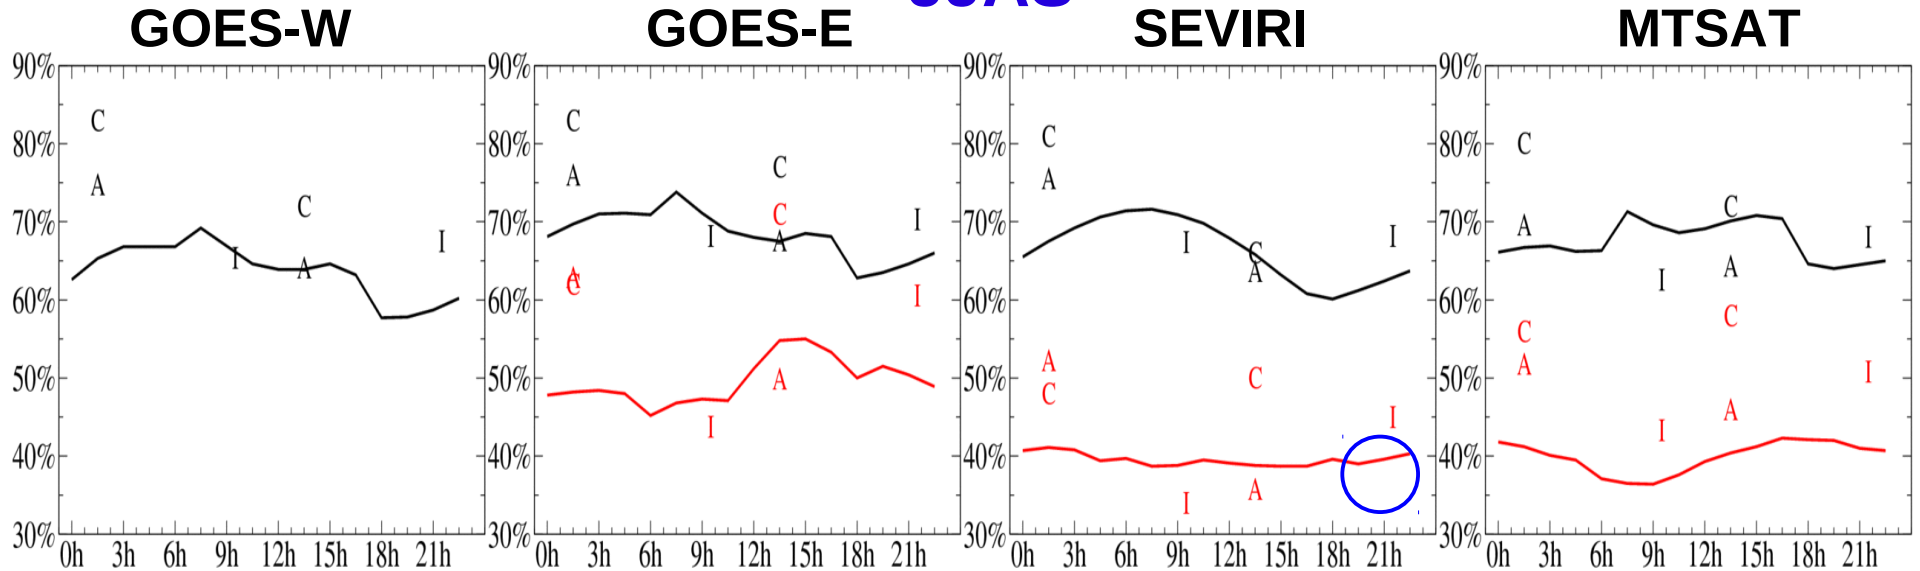 GOES-W GOES-E SEVIRI MTSAT
90% 90% 90% 90%
C C
80% 80% 80% C 80% C
A A C A
70% C 70% C I 70% 70% A C
I I A I I I
I A C A A
A C I
60% 60% I 60% 60%
C
C
A A
50% 50% A 50% C 50% I
C
A
I I I
40% 40% 40% 40%
A
I
30% 30% 30% 30%
0h 3h 6h 9h 12h 15h 18h 21h 0h 3h 6h 9h 12h 15h 18h 21h 0h 3h 6h 9h 12h 15h 18h 21h 0h 3h 6h 9h 12h 15h 18h 21h